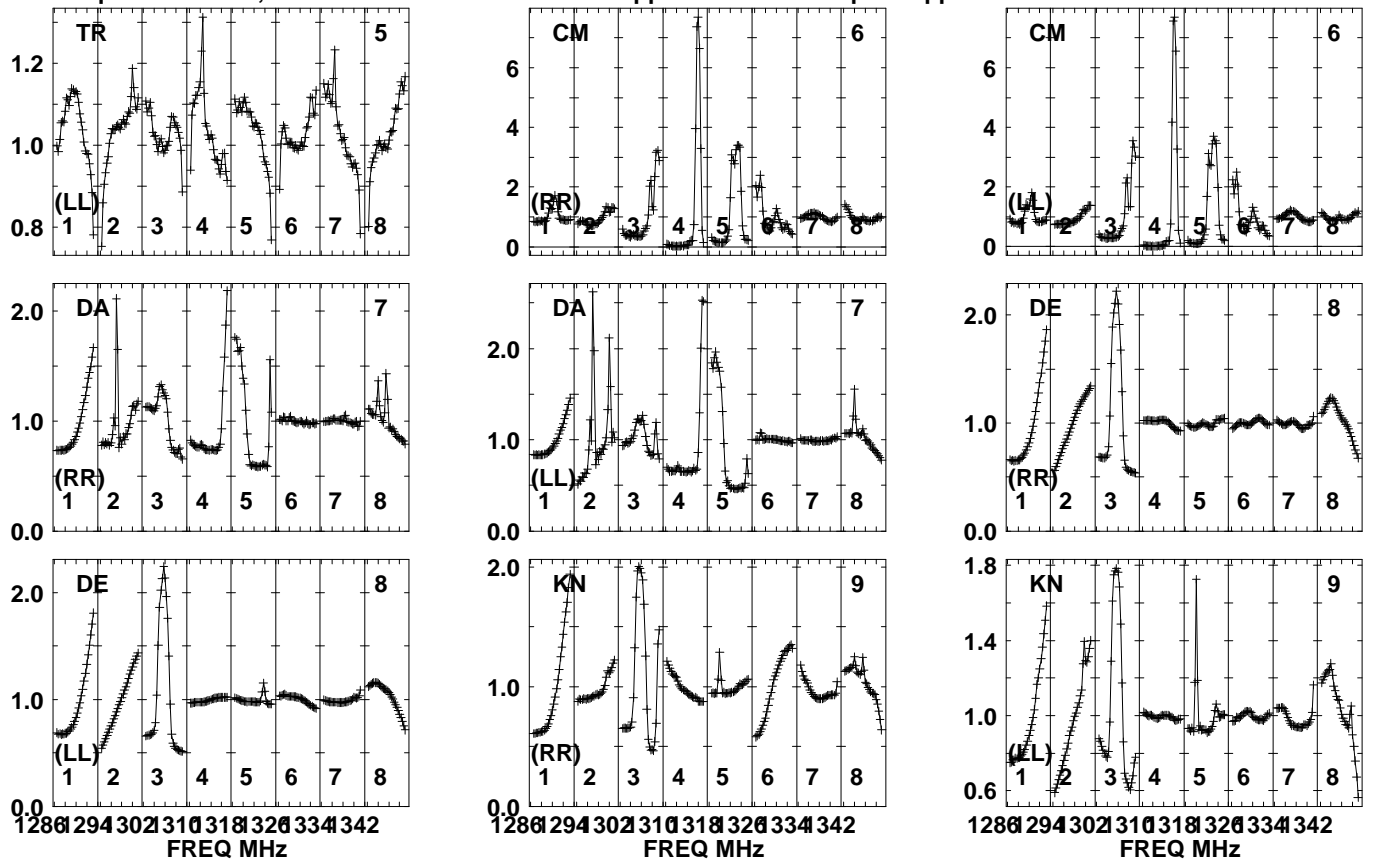 TR 5
1.2
1.0
0.8
(LL)
1 2 3 4 5 6 7 8
CM 6
6
4
2
0
(RR)
1 2 3 4 5 6 7 8
CM 6
6
4
2
0
(LL)
1 2 3 4 5 6 7 8
DA 7
2.0
1.0
0.0
(RR)
1 2 3 4 5 6 7 8
DA 7
2.0
1.0
0.0
(LL)
1 2 3 4 5 6 7 8
DE 8
2.0
1.0
0.0
(RR)
1 2 3 4 5 6 7 8
DE 8
2.0
1.0
0.0
(LL)
1 2 3 4 5 6 7 8
1286 1294 1302 1310 1318 1326 1334 1342
FREQ MHz
KN 9
2.0
1.0
0.0
(RR)
1 2 3 4 5 6 7 8
1286 1294 1302 1310 1318 1326 1334 1342
FREQ MHz
KN 9
1.8
1.4
1.0
0.6
(LL)
1 2 3 4 5 6 7 8
1286 1294 1302 1310 1318 1326 1334 1342
FREQ MHz